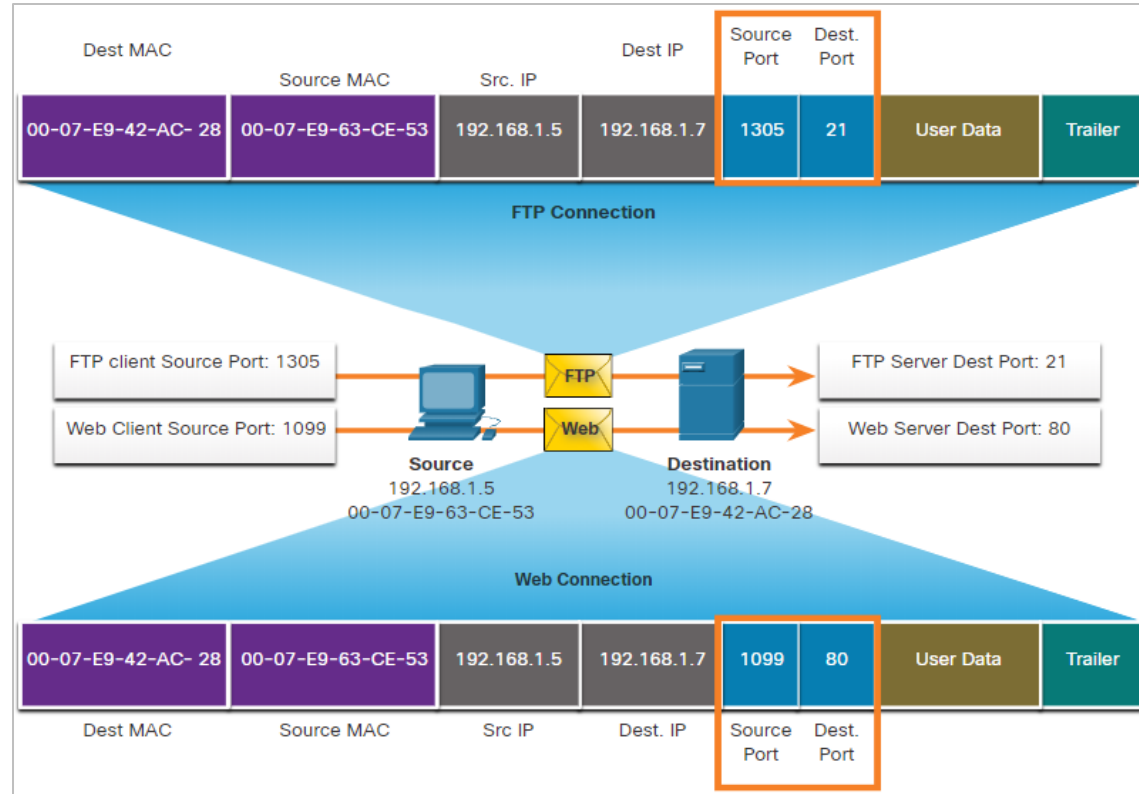 Dest MAC
Source MAC
Src. IP
Dest IP
Source
Port
Dest.
Port
00-07-E9-42-AC- 28
00-07-E9-63-CE-53
192.168.1.5
192.168.1.7
1305
21
User Data
Trailer
FTP Connection
FTP client Source Port: 1305
FTP
FTP Server Dest Port: 21
Web Client Source Port: 1099
Web
Web Server Dest Port: 80
Source
192.168.1.5
00-07-E9-63-CE-53
Destination
192.168.1.7
00-07-E9-42-AC-28
Web Connection
00-07-E9-42-AC- 28
00-07-E9-63-CE-53
192.168.1.5
192.168.1.7
1099
80
User Data
Trailer
Dest MAC
Source MAC
Src IP
Dest. IP
Source
Port
Dest.
Port